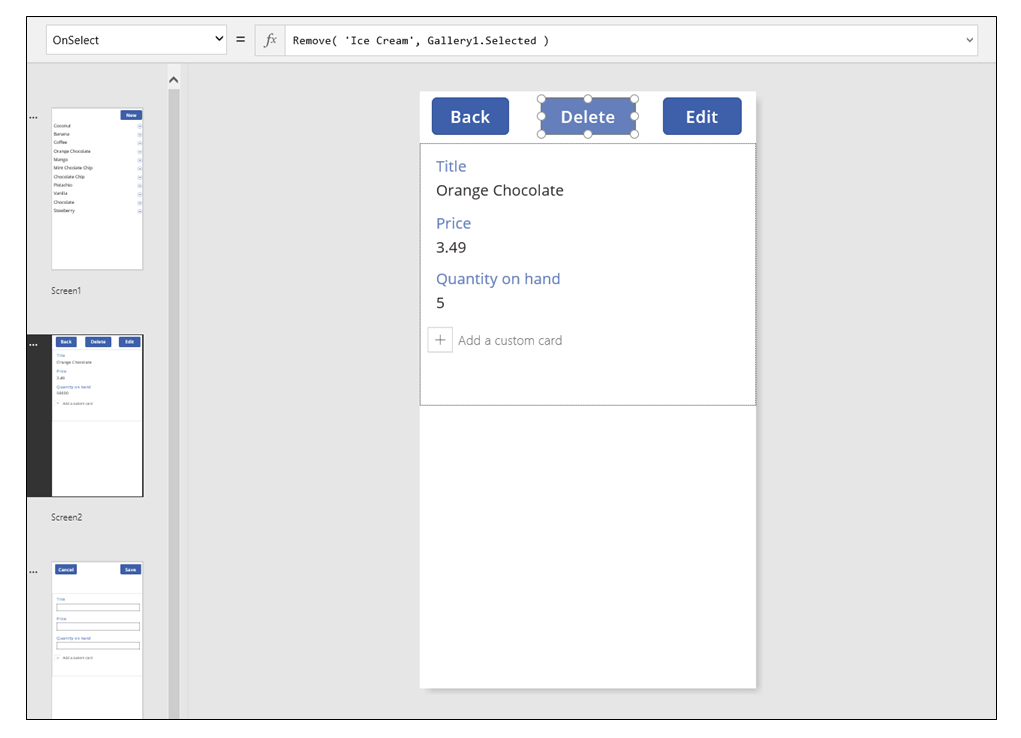 OnSelect = fx Remove( 'Ice Cream', Gallery1.Selected )
New
Coconut
Banana
Coffee
Orange Chocolate
Mango
Mint Chocolate Chip
Chocolate Chip
Pistachio
Vanilla
Chocolate
Strawberry
Screen1
Back Delete Edit
Title
Orange Chocolate
Price
3.49
Quantity on hand
Add a custom card
Screen2
Cancel Save
Title
Price
Quantity on hand
Add a custom card
Back Delete Edit
Title
Orange Chocolate
Price
3.49
Quantity on hand
5
Add a custom card